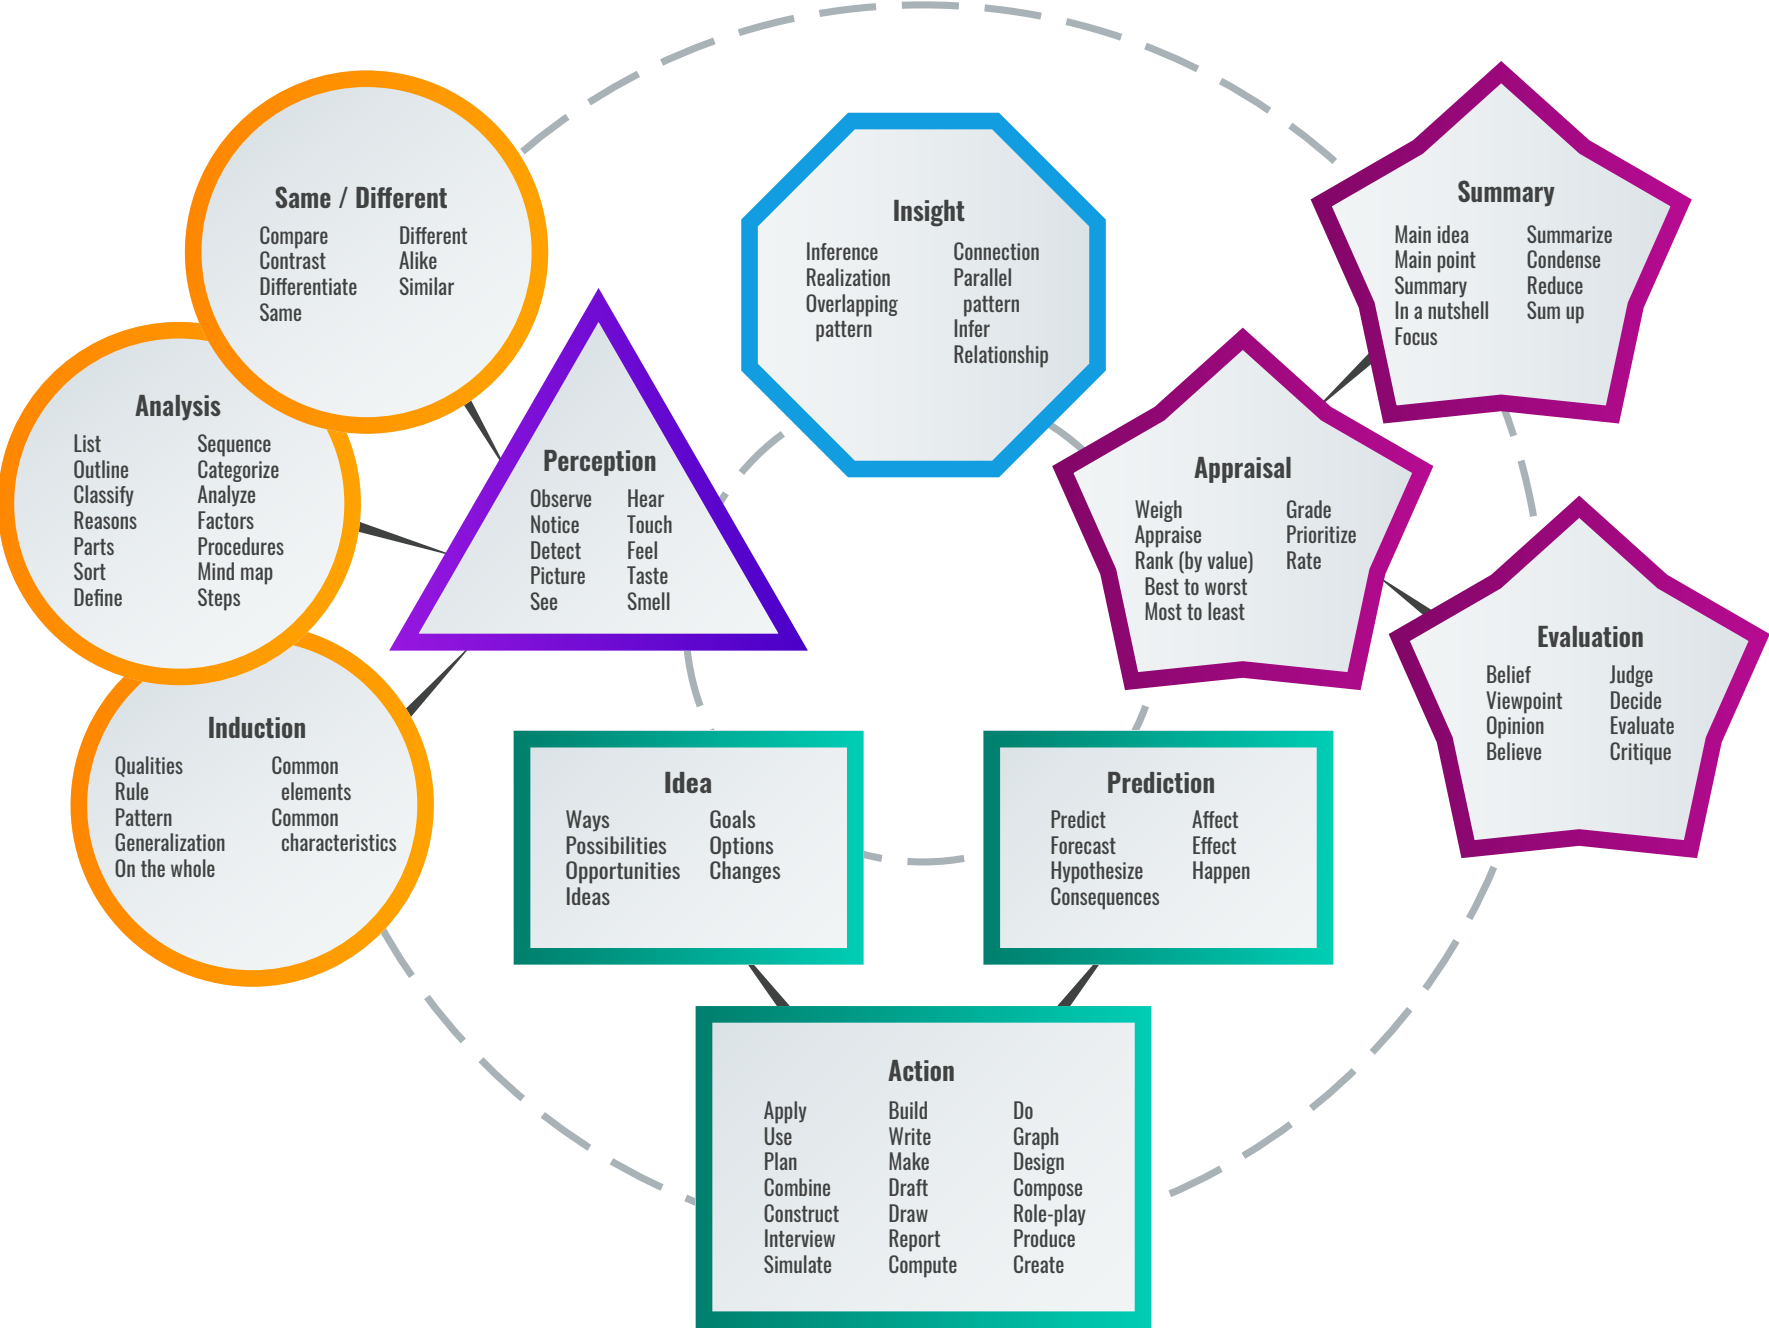 Same / Different
Compare
Contrast
Differentiate
Same
Different
Alike
Similar
Analysis
List
Outline
Classify
Reasons
Parts
Sort
Define
Sequence
Categorize
Analyze
Factors
Procedures
Mind map
Steps
Induction
Qualities
Rule
Pattern
Generalization
On the whole
Common
elements
Common
characteristics
Perception
Observe
Notice
Detect
Picture
See
Hear
Touch
Feel
Taste
Smell
Insight
Inference
Realization
Overlapping
pattern
Connection
Parallel
pattern
Infer
Relationship
Summary
Main idea
Main point
Summary
In a nutshell
Focus
Summarize
Condense
Reduce
Sum up
Appraisal
Weigh
Appraise
Rank (by value)
Best to worst
Most to least
Grade
Prioritize
Rate
Evaluation
Belief
Viewpoint
Opinion
Believe
Judge
Decide
Evaluate
Critique
Idea
Ways
Possibilities
Opportunities
Ideas
Goals
Options
Changes
Prediction
Predict
Forecast
Hypothesize
Consequences
Affect
Effect
Happen
Action
Apply
Use
Plan
Combine
Construct
Interview
Simulate
Build
Write
Make
Draft
Draw
Report
Compute
Do
Graph
Design
Compose
Role-play
Produce
Create